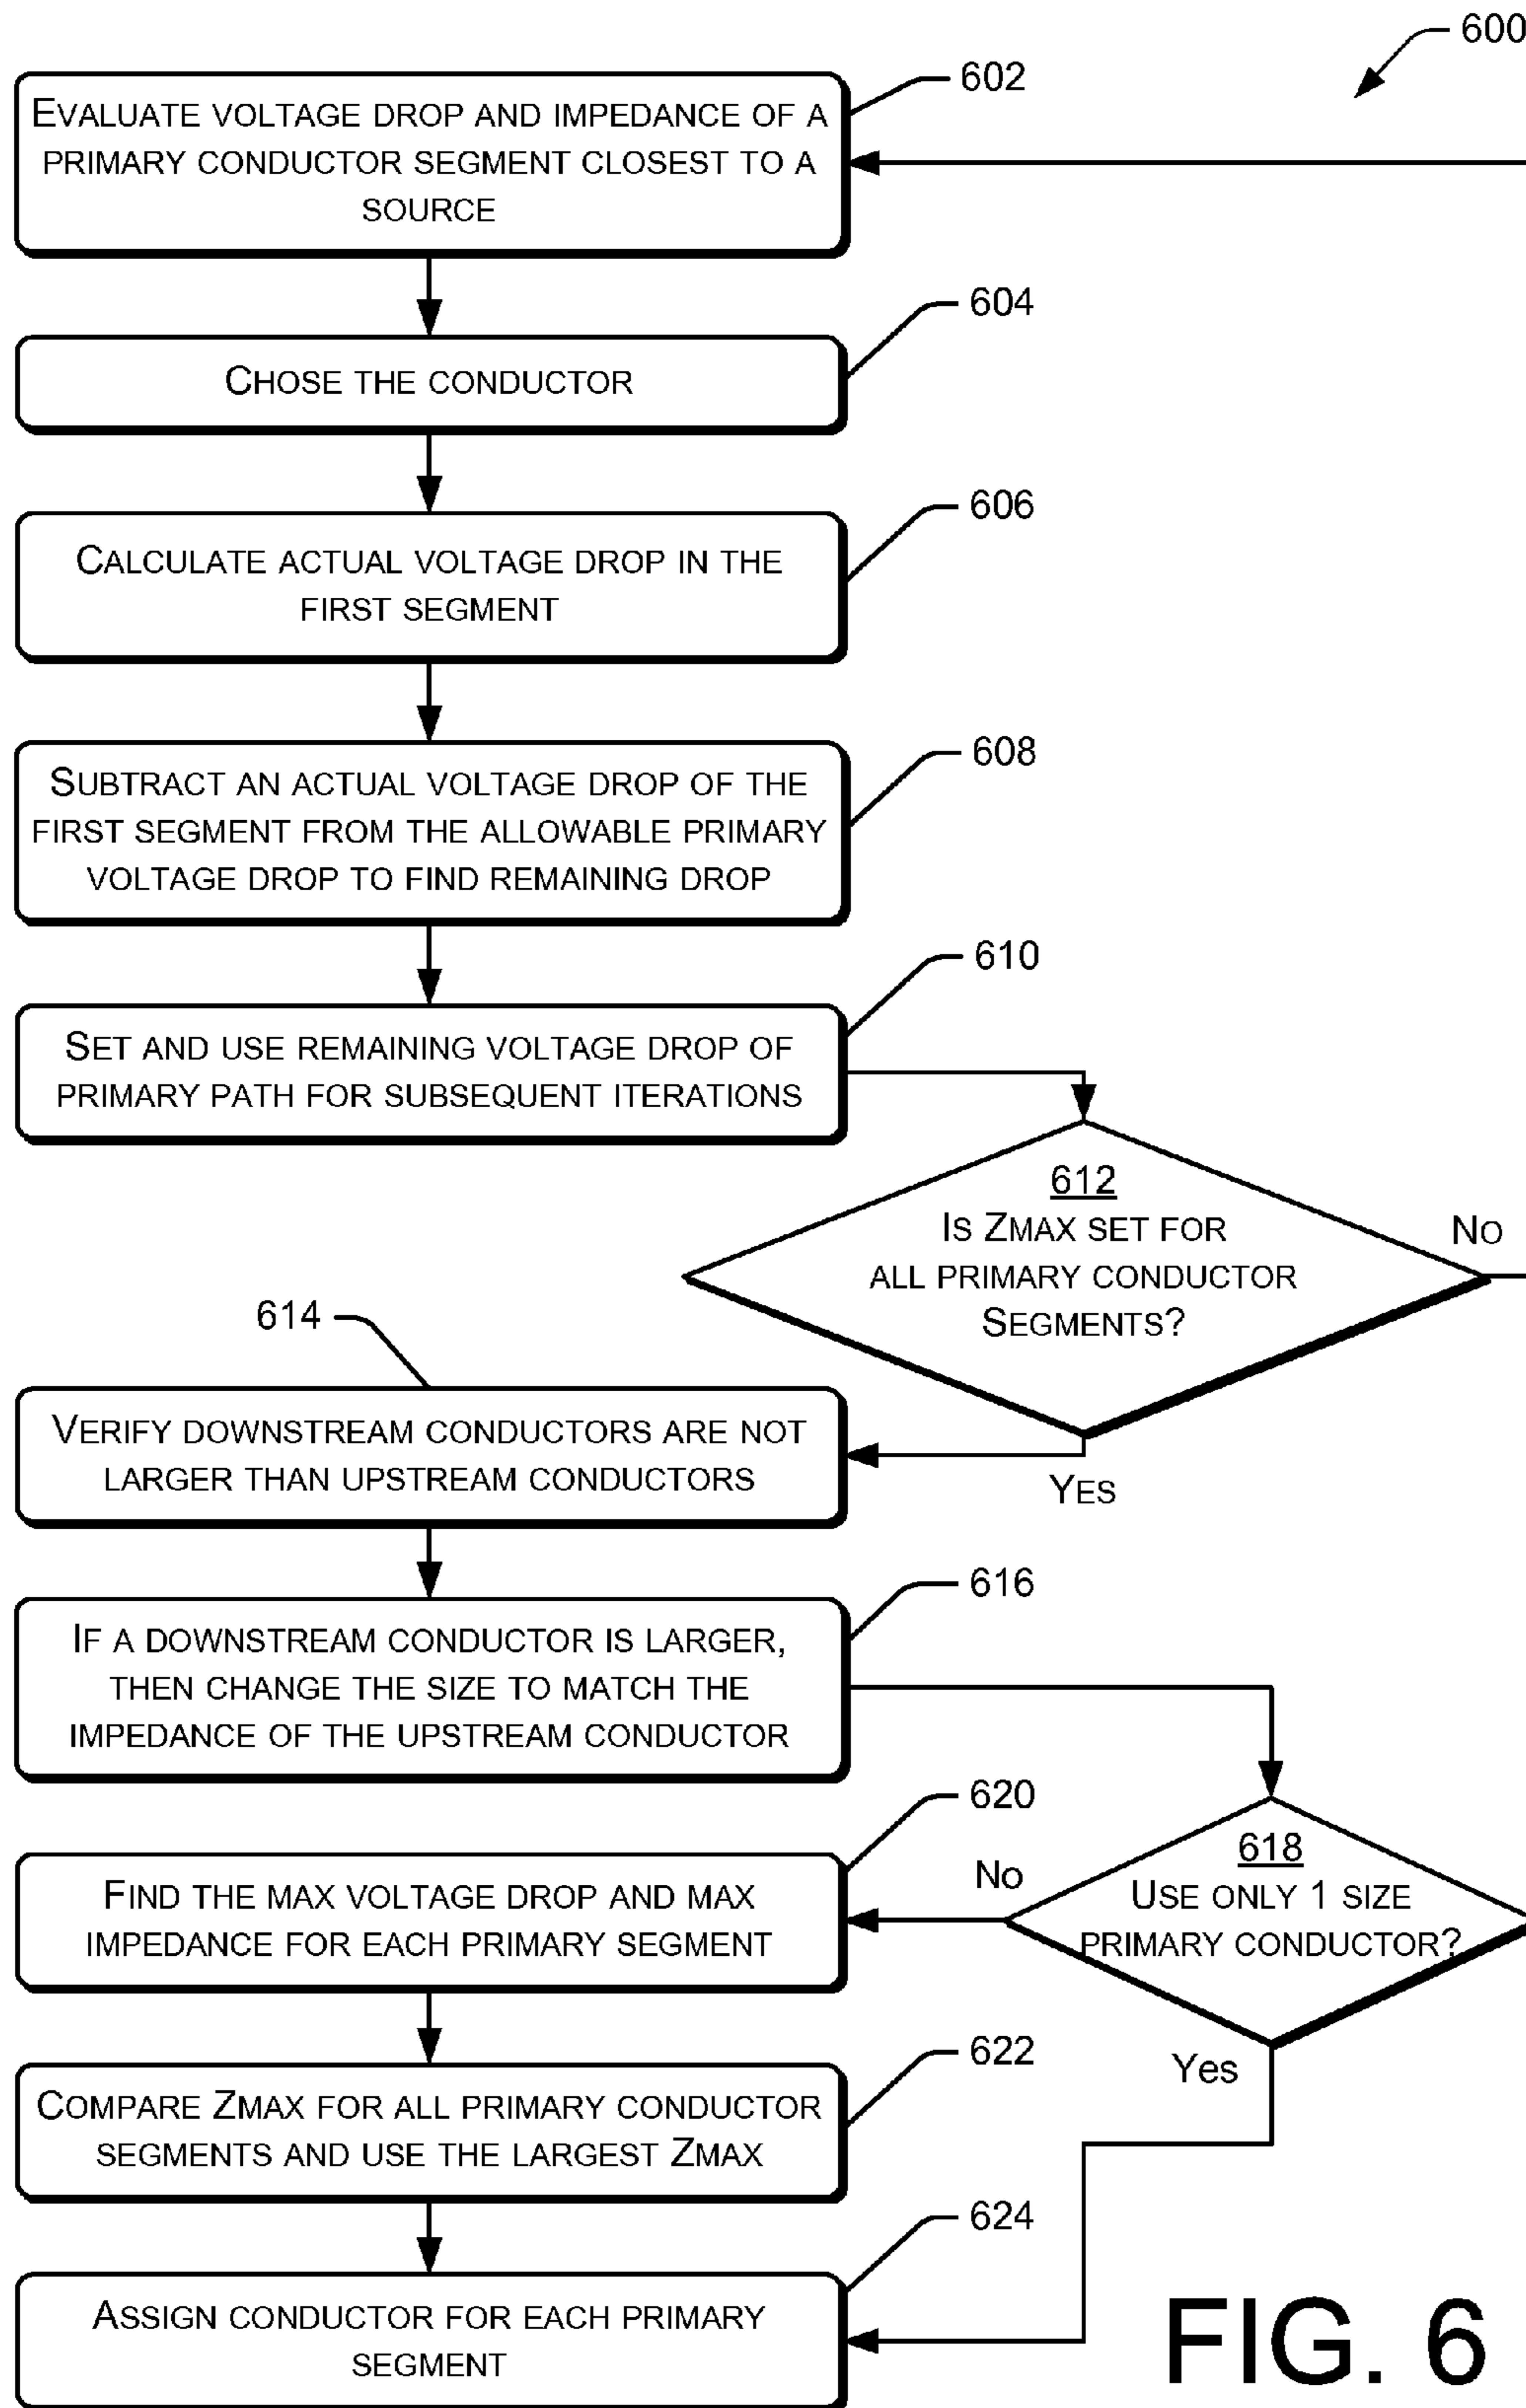 600
602
EVALUATE VOLTAGE DROP AND IMPEDANCE OF A
PRIMARY CONDUCTOR SEGMENT CLOSEST TO A
SOURCE
604
CHOSE THE CONDUCTOR
606
CALCULATE ACTUAL VOLTAGE DROP IN THE
FIRST SEGMENT
608
SUBTRACT AN ACTUAL VOLTAGE DROP OF THE
FIRST SEGMENT FROM THE ALLOWABLE PRIMARY
VOLTAGE DROP TO FIND REMAINING DROP
610
SET AND USE REMAINING VOLTAGE DROP OF
PRIMARY PATH FOR SUBSEQUENT ITERATIONS
612
IS ZMAX SET FOR
ALL PRIMARY CONDUCTOR
SEGMENTS?
NO
YES
614
VERIFY DOWNSTREAM CONDUCTORS ARE NOT
LARGER THAN UPSTREAM CONDUCTORS
616
IF A DOWNSTREAM CONDUCTOR IS LARGER,
THEN CHANGE THE SIZE TO MATCH THE
IMPEDANCE OF THE UPSTREAM CONDUCTOR
618
USE ONLY 1 SIZE
PRIMARY CONDUCTOR?
No
Yes
620
FIND THE MAX VOLTAGE DROP AND MAX
IMPEDANCE FOR EACH PRIMARY SEGMENT
622
COMPARE ZMAX FOR ALL PRIMARY CONDUCTOR
SEGMENTS AND USE THE LARGEST ZMAX
624
ASSIGN CONDUCTOR FOR EACH PRIMARY
SEGMENT
FIG. 6